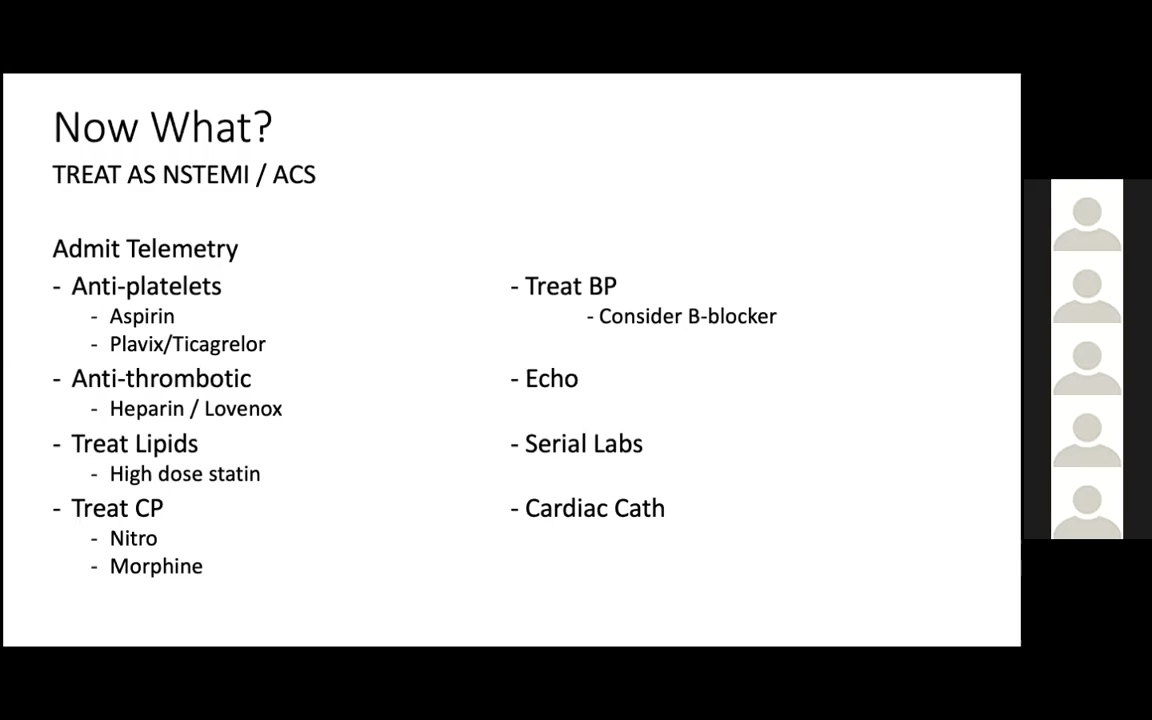 Now What?
TREAT AS NSTEMI / ACS
Admit Telemetry
- Anti-platelets
- Aspirin
- Plavix/Ticagrelor
- Anti-thrombotic
- Heparin / Lovenox
- Treat Lipids
- High dose statin
- Treat CP
- Nitro
- Morphine
- Treat BP
- Consider B-blocker
- Echo
- Serial Labs
- Cardiac Cath